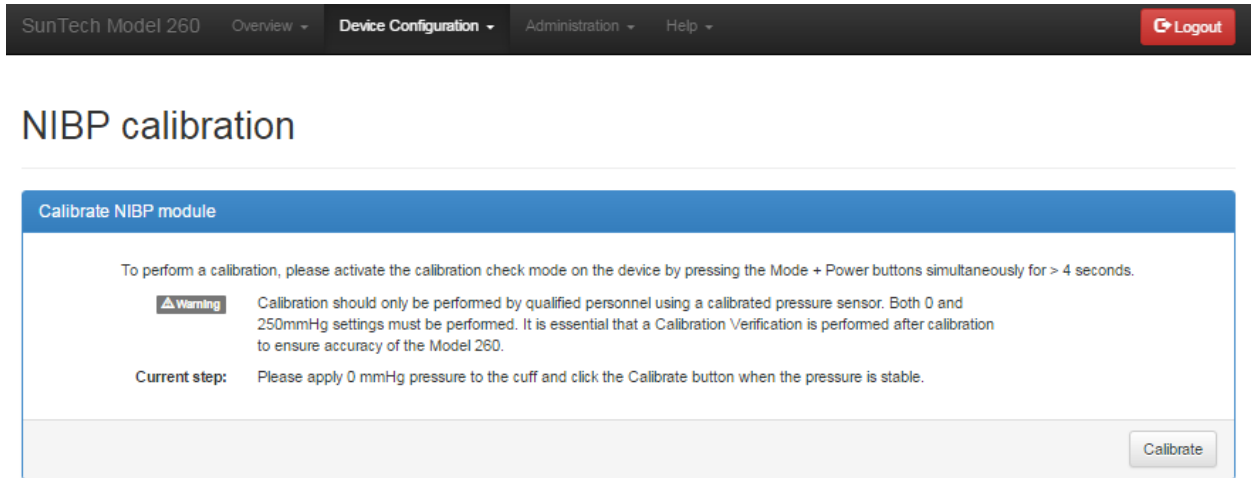 SunTech Model 260 Overview Device Configuration Administration Help Logout
NIBP calibration
Calibrate NIBP module
To perform a calibration, please activate the calibration check mode on the device by pressing the Mode + Power buttons simultaneously for > 4 seconds.
Warning Calibration should only be performed by qualified personnel using a calibrated pressure sensor. Both 0 and
250mmHg settings must be performed. It is essential that a Calibration Verification is performed after calibration
to ensure accuracy of the Model 260.
Current step: Please apply 0 mmHg pressure to the cuff and click the Calibrate button when the pressure is stable.
Calibrate